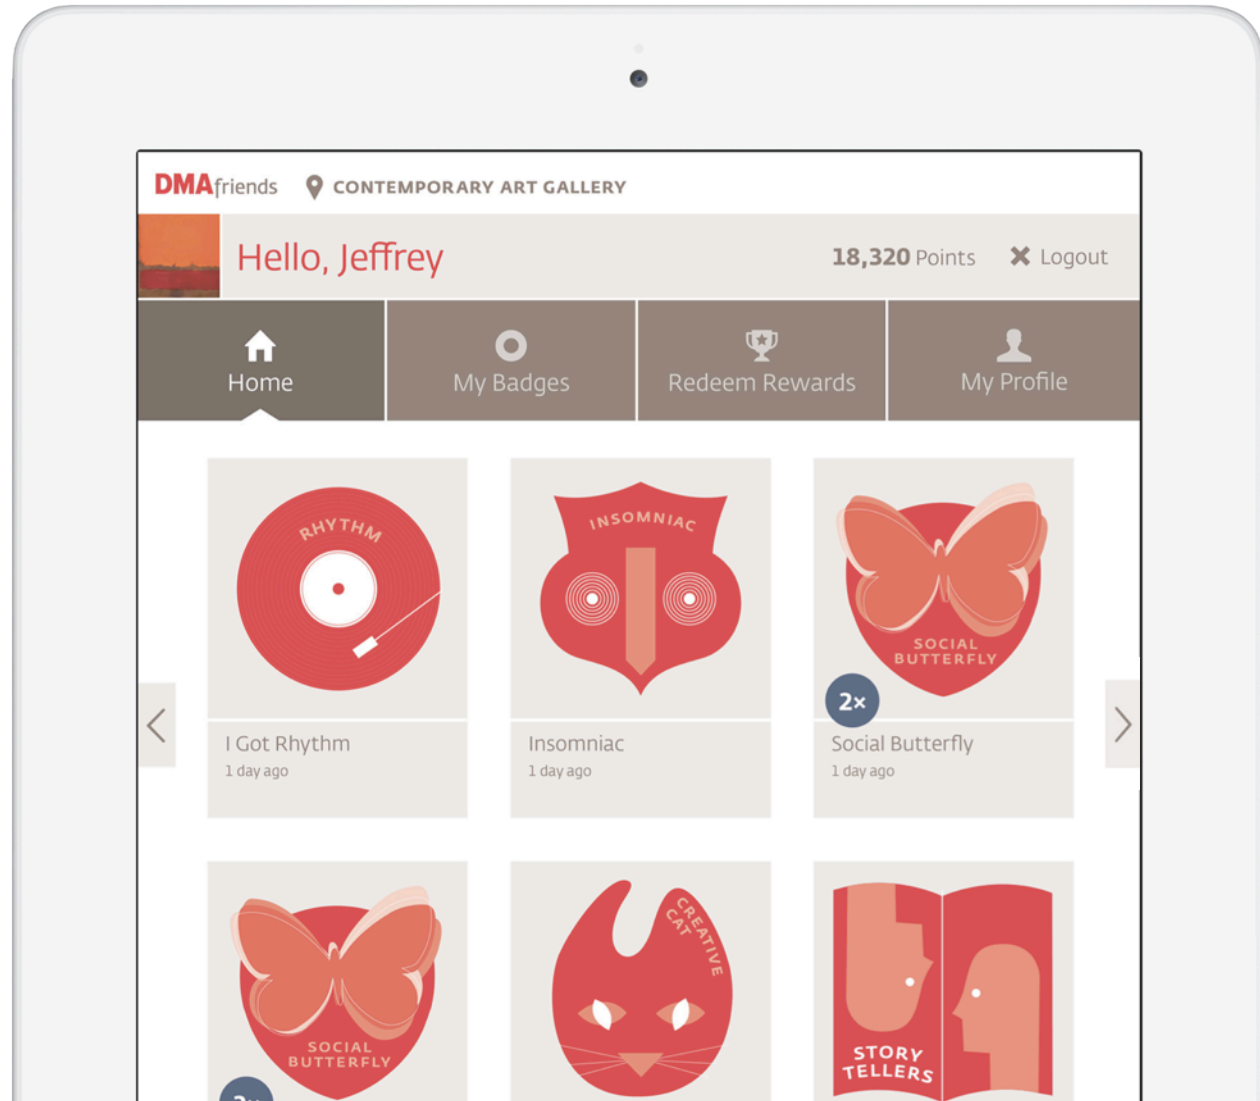 DMAfriends CONTEMPORARY ART GALLERY
Hello, Jeffrey 18,320 Points Logout
Home My Badges Redeem Rewards My Profile
RHYTHM INSOMNIAC SOCIAL
BUTTERFLY
2×
I Got Rhythm Insomniac Social Butterfly
1 day ago 1 day ago 1 day ago
SOCIAL
BUTTERFLY
CREATIVE
CAT
STORY
TELLERS